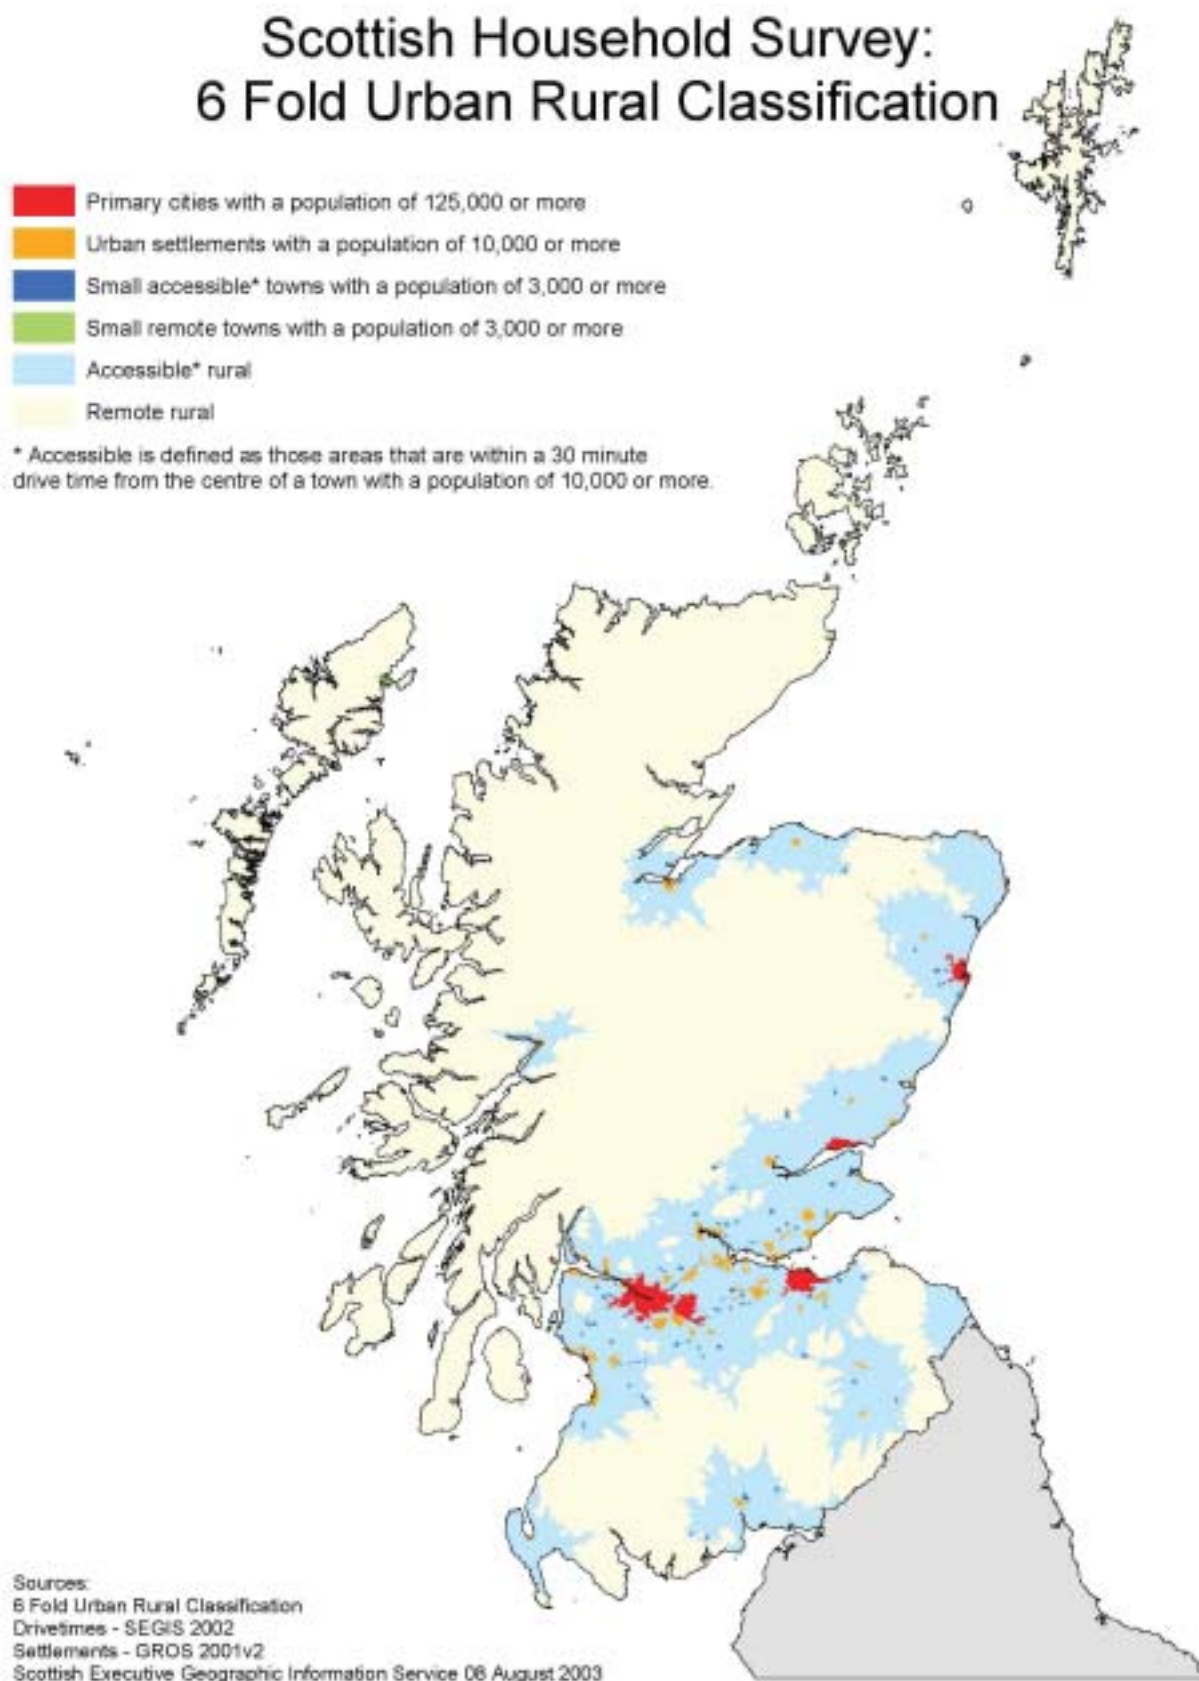 Scottish Household Survey:
6 Fold Urban Rural Classification
Primary cities with a population of 125,000 or more
Urban settlements with a population of 10,000 or more
Small accessible* towns with a population of 3,000 or more
Small remote towns with a population of 3,000 or more
Accessible* rural
Remote rural
* Accessible is defined as those areas that are within a 30 minute
drive time from the centre of a town with a population of 10,000 or more.
Sources:
6 Fold Urban Rural Classification
Drivetimes - SEGIS 2002
Settlements - GROS 2001v2
Scottish Executive Geographic Information Service 08 August 2003